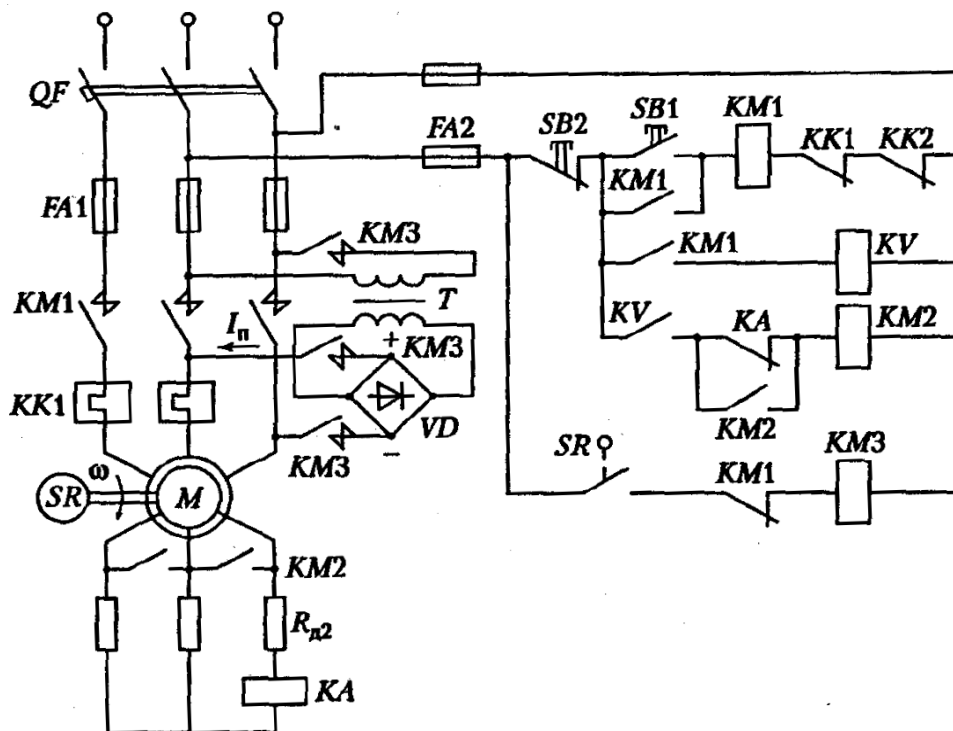 QF
FA2
SB2
SB1
KM1
KK1
KK2
FA1
KM1
KM3
KM1
KV
KM1
Iп
T
KV
KA
KM2
+
KM3
KK1
VD
KM2
KM3
–
SR
KM3
ω
SR
M
KM1
KM2
Rд2
KA